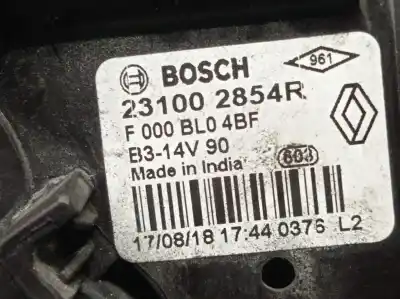 BOSCH
961
23100 2854R
F 000 BL0 4BF
B3-14V 90
Made in India
603
17/08/18 17:44 0376 L2